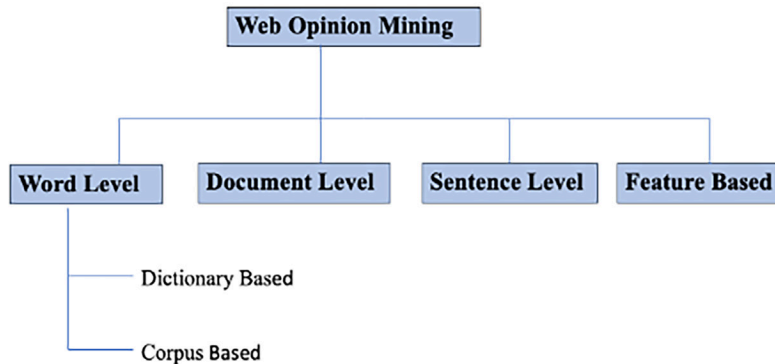 Web Opinion Mining
Word Level
Document Level
Sentence Level
Feature Based
Dictionary Based
Corpus Based